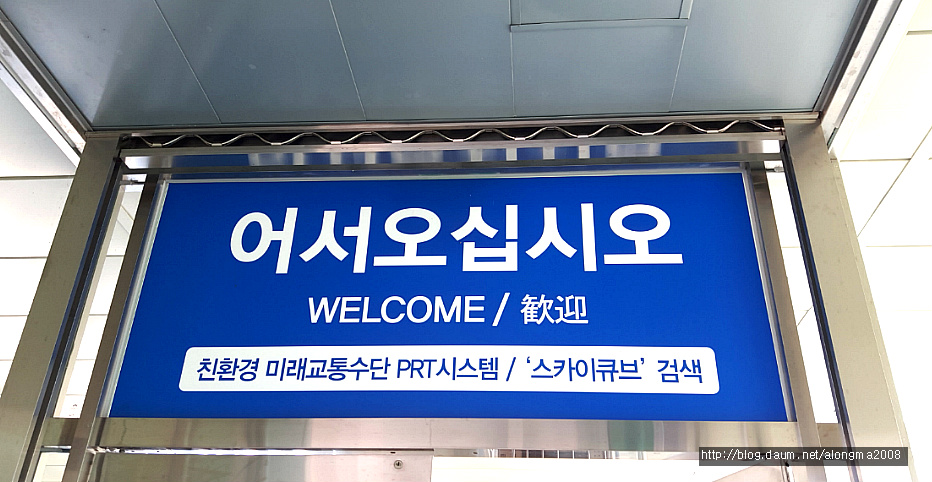 어서오십시오
WELCOME / 歓迎
친환경 미래교통수단 PRT시스템 / ‘스카이큐브’ 검색
http://blog.daum.net/alongma2008